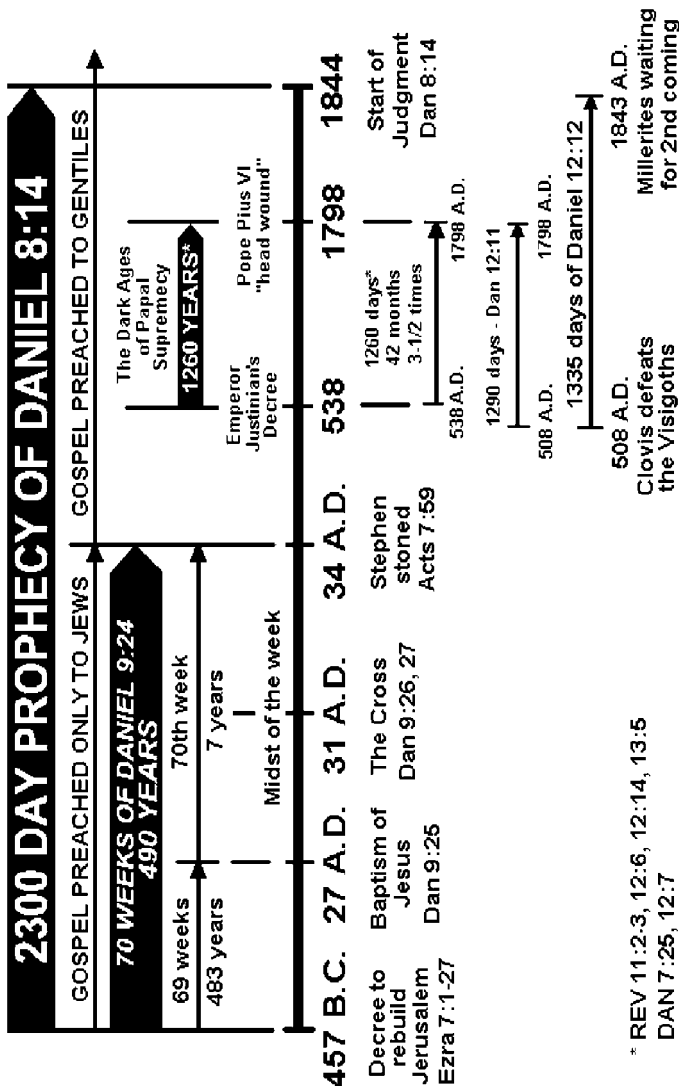 2300 DAY PROPHECY OF DANIEL 8:14
GOSPEL PREACHED ONLY TO JEWS
GOSPEL PREACHED TO GENTILES
70 WEEKS OF DANIEL 9:24
490 YEARS
69 weeks
483 years
70th week
7 years
Midst of the week
The Dark Ages
of Papal
Supremecy
1260 YEARS*
Emperor
Justinian's
Decree
Pope Pius VI
"head wound"
457 B.C.
27 A.D.
31 A.D.
34 A.D.
538
1798
1844
Decree to
rebuild
Jerusalem
Ezra 7:1-27
Baptism of
Jesus
Dan 9:25
The Cross
Dan 9:26, 27
Stephen
stoned
Acts 7:59
1260 days*
42 months
3-1/2 times
538 A.D.
1798 A.D.
Start of
Judgment
Dan 8:14
1290 days - Dan 12:11
508 A.D.
1798 A.D.
1335 days of Daniel 12:12
508 A.D.
Clovis defeats
the Visigoths
1843 A.D.
Millerites waiting
for 2nd coming
* REV 11:2-3, 12:6, 12:14, 13:5
DAN 7:25, 12:7